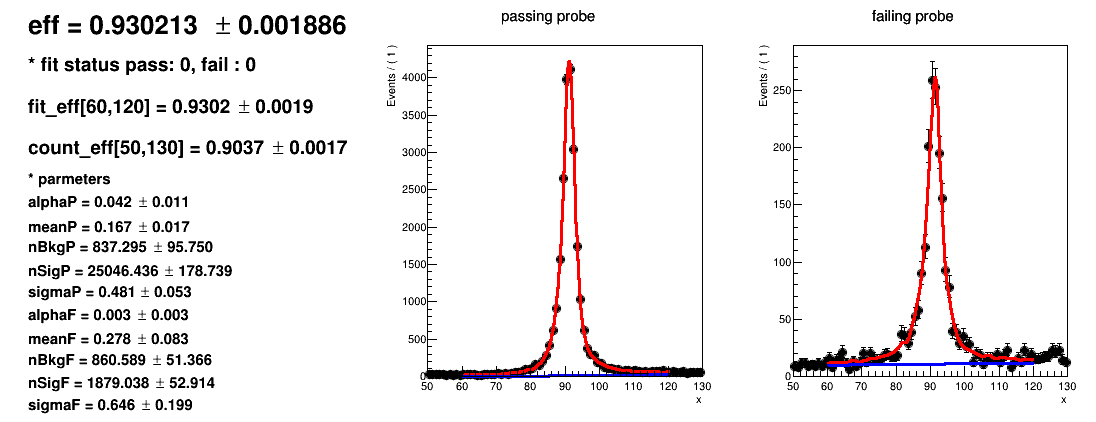 eff = 0.930213 ± 0.001886
* fit status pass: 0, fail : 0
fit_eff[60,120] = 0.9302 ± 0.0019
count_eff[50,130] = 0.9037 ± 0.0017
* parmeters
alphaP = 0.042 ± 0.011
meanP = 0.167 ± 0.017
nBkgP = 837.295 ± 95.750
nSigP = 25046.436 ± 178.739
sigmaP = 0.481 ± 0.053
alphaF = 0.003 ± 0.003
meanF = 0.278 ± 0.083
nBkgF = 860.589 ± 51.366
nSigF = 1879.038 ± 52.914
sigmaF = 0.646 ± 0.199
passing probe
Events / ( 1 )
4000
3500
3000
2500
2000
1500
1000
500
0
50 60 70 80 90 100 110 120 130
x
failing probe
Events / ( 1 )
250
200
150
100
50
0
50 60 70 80 90 100 110 120 130
x